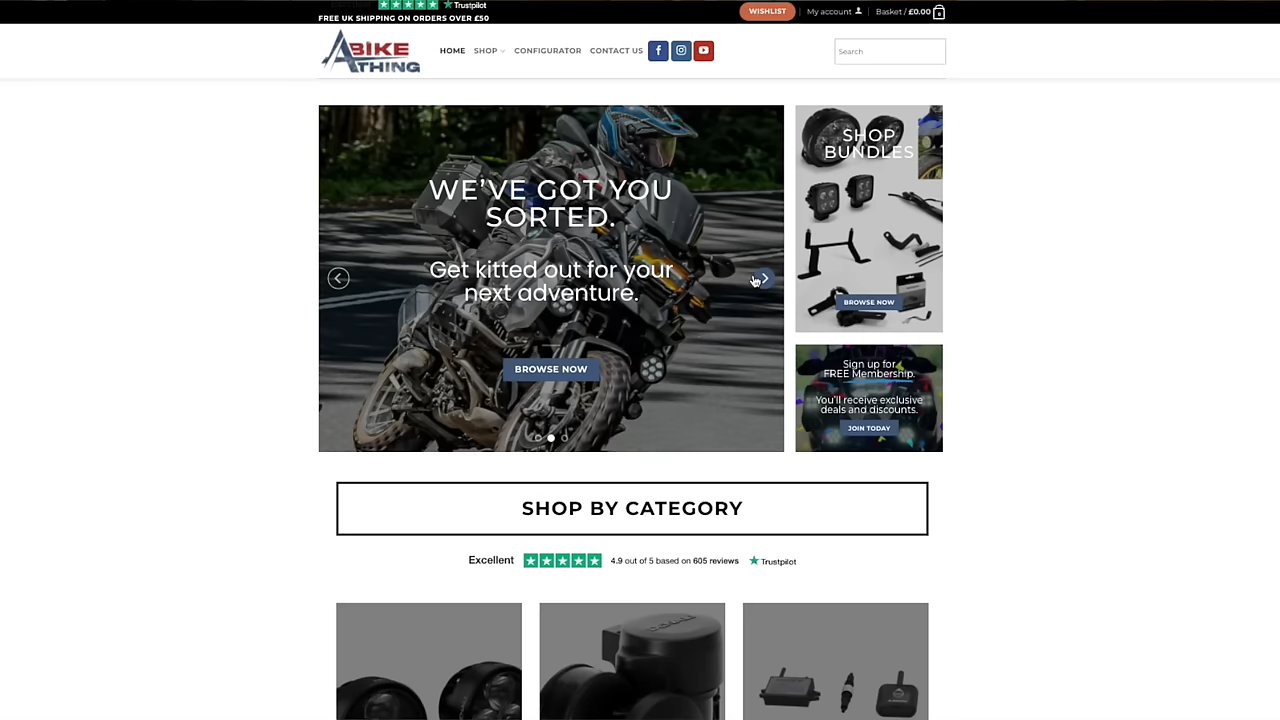 Trustpilot
FREE UK SHIPPING ON ORDERS OVER £50
WISHLIST
My account
Basket / £0.00
0
ABIKE
THING
HOME
SHOP
CONFIGURATOR
CONTACT US
Search
WE’VE GOT YOU
SORTED.
Get kitted out for your
next adventure.
BROWSE NOW
SHOP
BUNDLES
BROWSE NOW
Sign up for
FREE Membership.
You'll receive exclusive
deals and discounts.
JOIN TODAY
SHOP BY CATEGORY
Excellent
4.9 out of 5 based on 605 reviews
Trustpilot